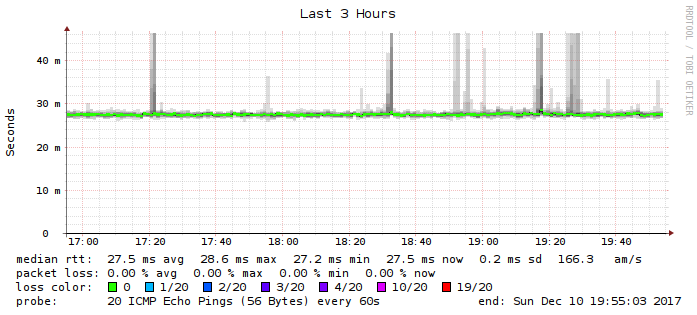 Last 3 Hours
RRDTOOL / TOBI OETIKER
Seconds
40 m
30 m
20 m
10 m
0
17:00 17:20 17:40 18:00 18:20 18:40 19:00 19:20 19:40
median rtt: 27.5 ms avg 28.6 ms max 27.2 ms min 27.5 ms now 0.2 ms sd 166.3 am/s
packet loss: 0.00 % avg 0.00 % max 0.00 % min 0.00 % now
loss color: 0 1/20 2/20 3/20 4/20 10/20 19/20
probe: 20 ICMP Echo Pings (56 Bytes) every 60s end: Sun Dec 10 19:55:03 2017